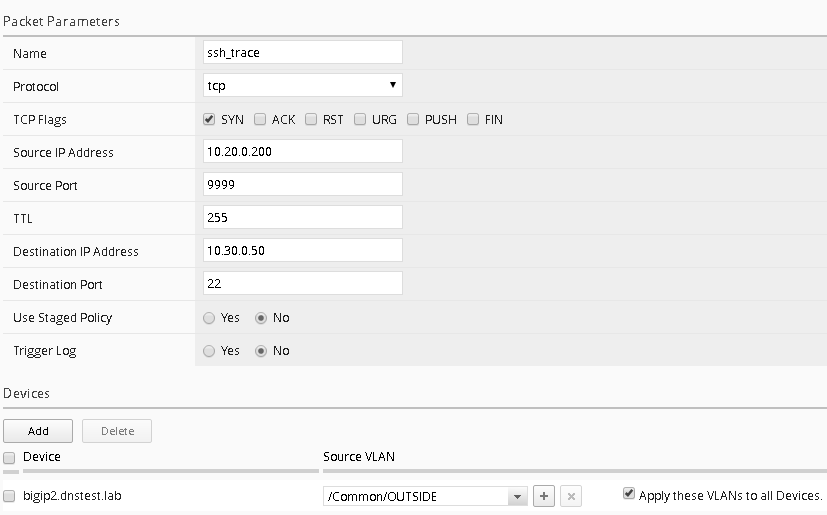 Packet Parameters
Name ssh_trace
Protocol tcp
TCP Flags SYN ACK RST URG PUSH FIN
Source IP Address 10.20.0.200
Source Port 9999
TTL 255
Destination IP Address 10.30.0.50
Destination Port 22
Use Staged Policy Yes No
Trigger Log Yes No
Devices
Add Delete
Device Source VLAN
bigip2.dnstest.lab /Common/OUTSIDE + × Apply these VLANs to all Devices.